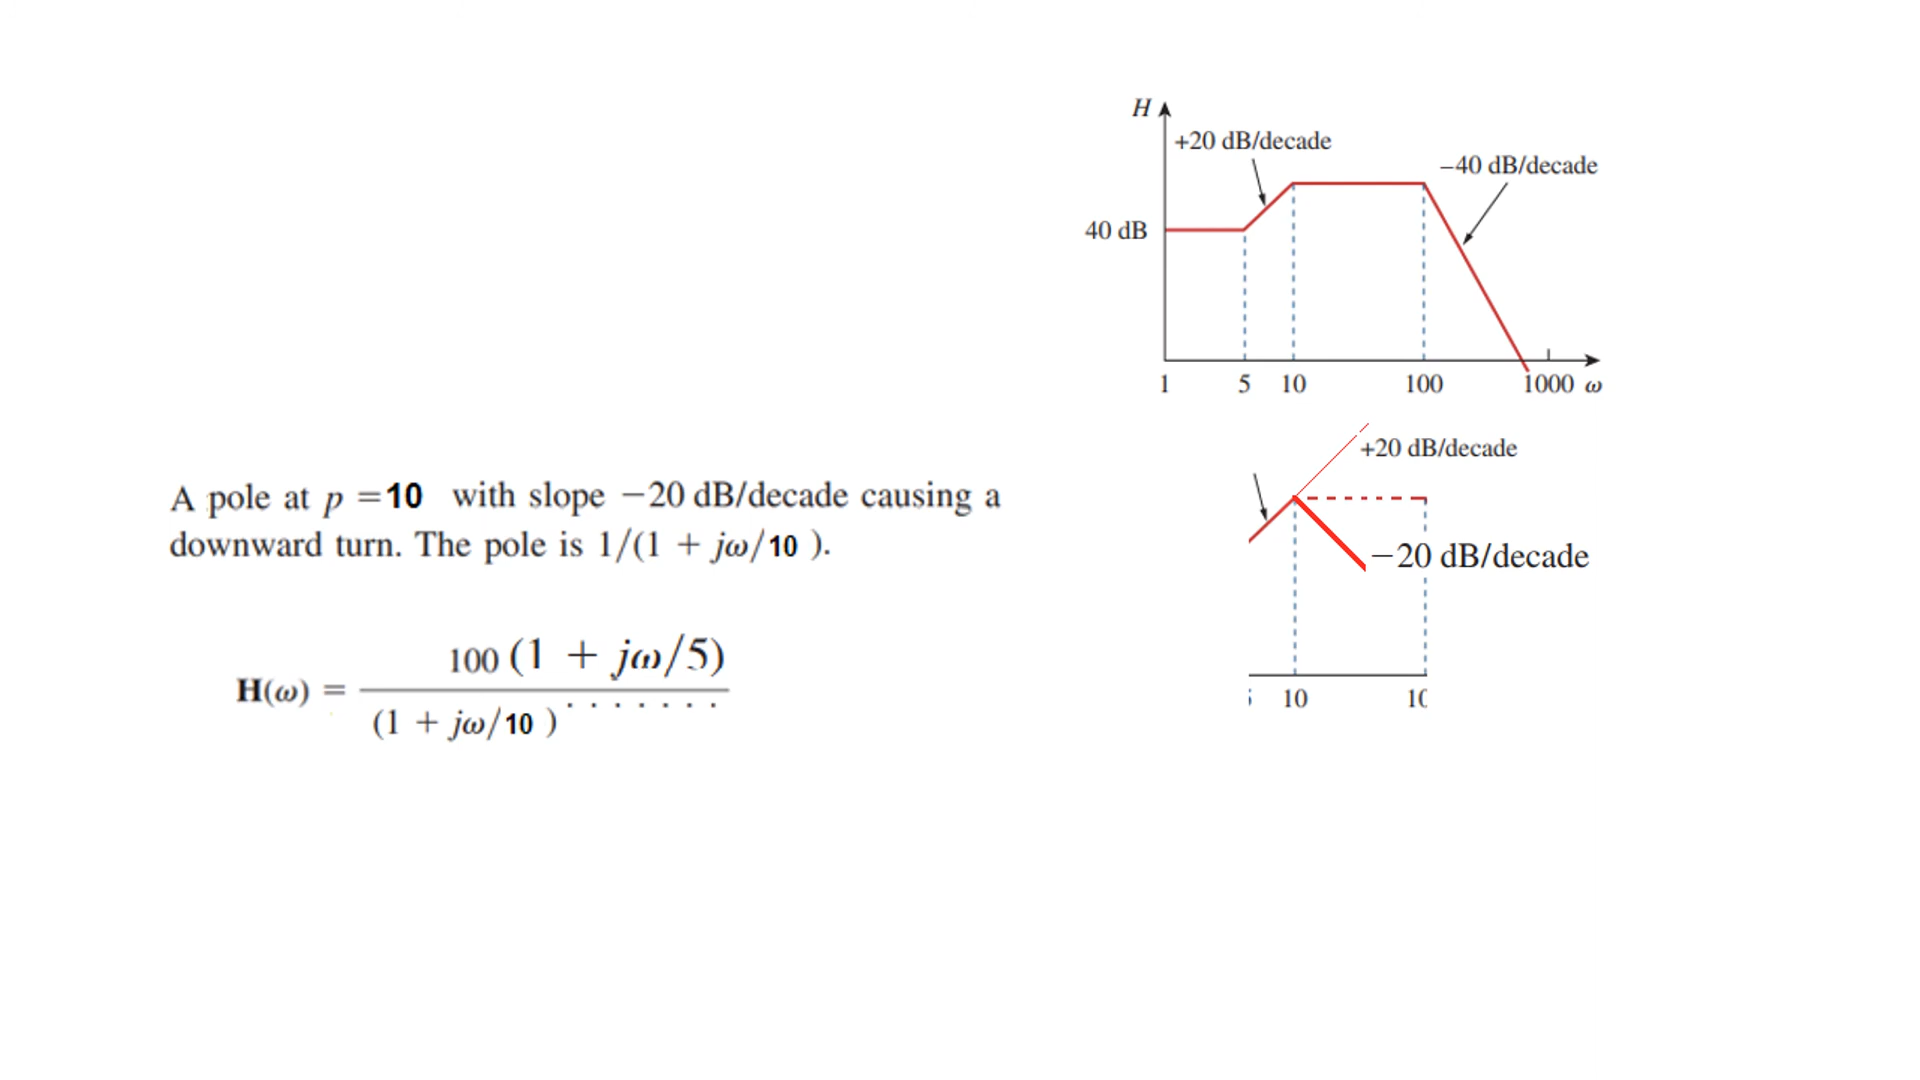 H
+20 dB/decade
−40 dB/decade
40 dB
1 5 10 100 1000 ω
+20 dB/decade
A pole at p =10 with slope −20 dB/decade causing a
downward turn. The pole is 1/(1 + jω/10 ).
−20 dB/decade
100 (1 + jω/5)
H(ω) =
(1 + jω/10 ) . . . . . . .
10 10